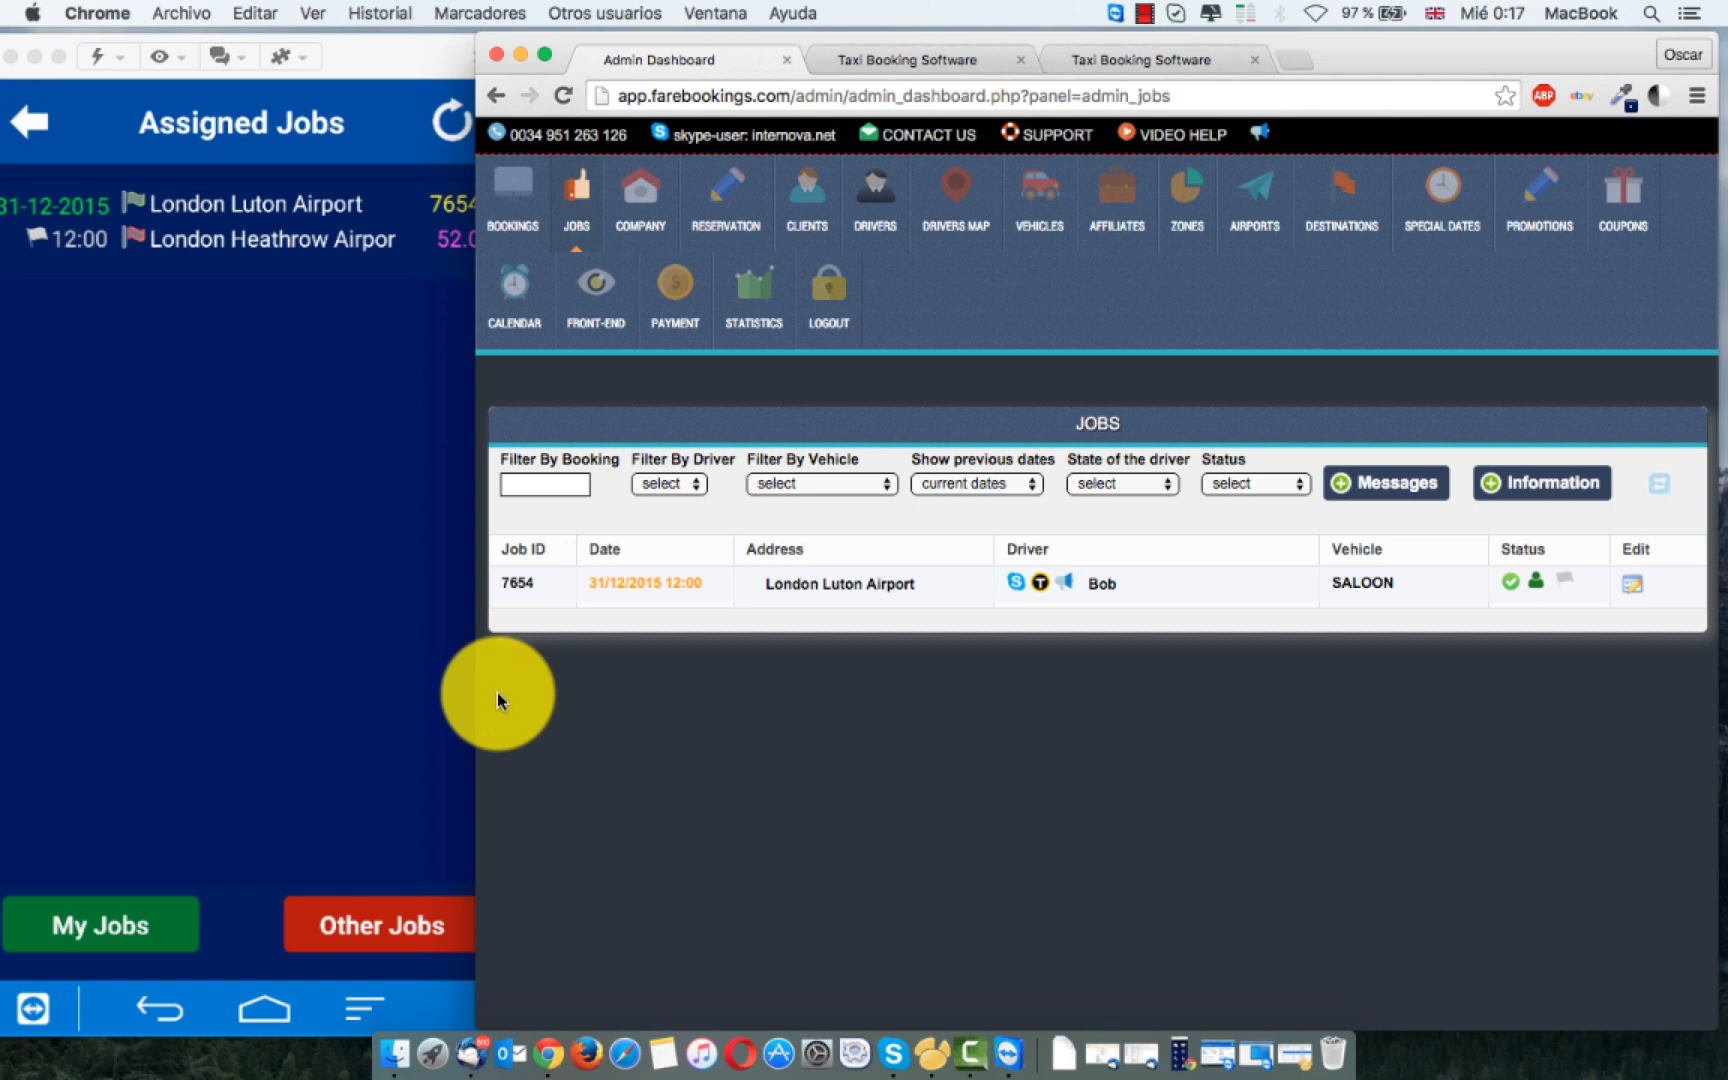 Chrome Archivo Editar Ver Historial Marcadores Otros usuarios Ventana Ayuda 97 % Mié 0:17 MacBook
Admin Dashboard Taxi Booking Software Taxi Booking Software Oscar
app.farebookings.com/admin/admin_dashboard.php?panel=admin_jobs ABP ebay
0034 951 263 126 skype-user: internova.net CONTACT US SUPPORT VIDEO HELP
BOOKINGS JOBS COMPANY RESERVATION CLIENTS DRIVERS DRIVERS MAP VEHICLES AFFILIATES ZONES AIRPORTS DESTINATIONS SPECIAL DATES PROMOTIONS COUPONS
CALENDAR FRONT-END PAYMENT STATISTICS LOGOUT
Assigned Jobs
31-12-2015 London Luton Airport 7654
12:00 London Heathrow Airpor 52.0
My Jobs Other Jobs
JOBS
Filter By Booking Filter By Driver Filter By Vehicle Show previous dates State of the driver Status
select select current dates select select Messages Information
Job ID Date Address Driver Vehicle Status Edit
7654 31/12/2015 12:00 London Luton Airport Bob SALOON